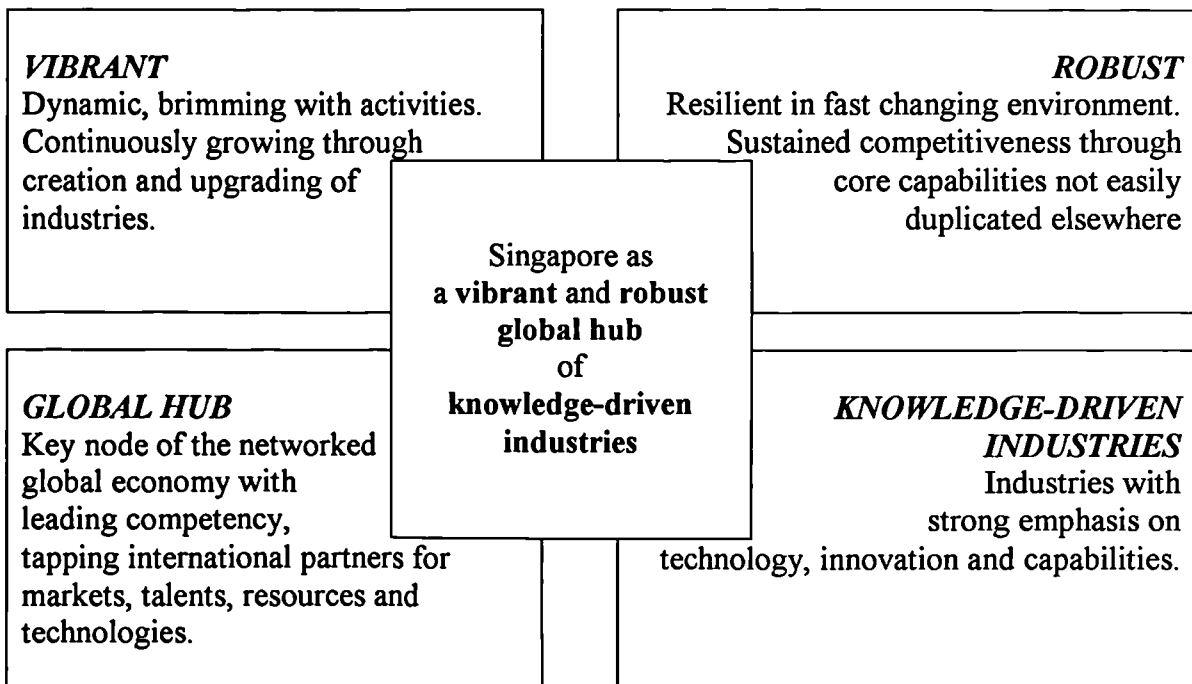 VIBRANT
Dynamic, brimming with activities.
Continuously growing through
creation and upgrading of
industries.
ROBUST
Resilient in fast changing environment.
Sustained competitiveness through
core capabilities not easily
duplicated elsewhere
Singapore as
a vibrant and robust
global hub
of
knowledge-driven
industries
GLOBAL HUB
Key node of the networked
global economy with
leading competency,
tapping international partners for
markets, talents, resources and
technologies.
KNOWLEDGE-DRIVEN
INDUSTRIES
Industries with
strong emphasis on
technology, innovation and capabilities.